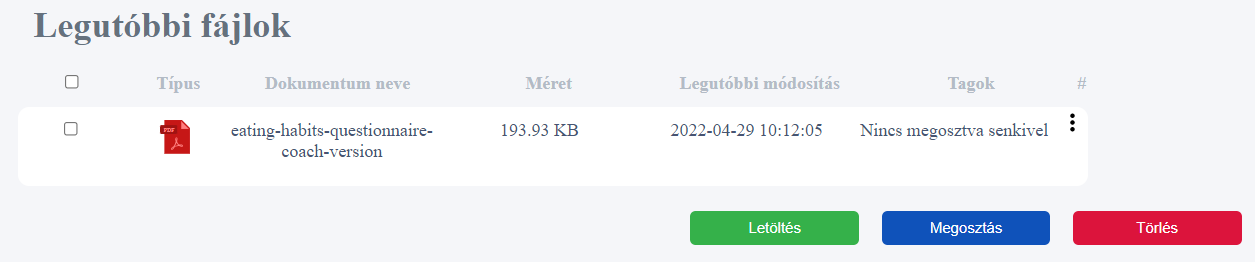 Legutóbbi fájlok
Típus Dokumentum neve Méret Legutóbbi módosítás Tagok #
PDF eating-habits-questionnaire- 193.93 KB 2022-04-29 10:12:05 Nincs megosztva senkivel
coach-version
Letöltés Megosztás Törlés